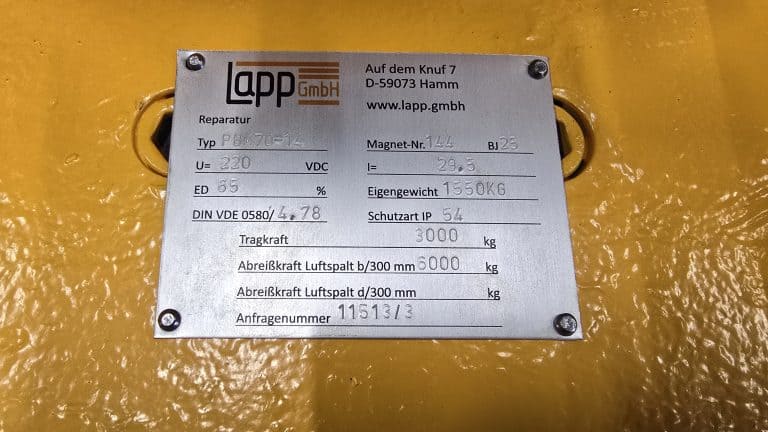 Lapp GmbH
Auf dem Knuf 7
D-59073 Hamm
www.lapp.gmbh
Reparatur
Typ
Magnet-Nr. 144 BJ 23
U= 220 VDC
I= 29,3
ED 65 %
Eigengewicht 1550KG
DIN VDE 0580/ 4.78
Schutzart IP 54
Tragkraft 3000 kg
Abreißkraft Luftspalt b/300 mm 6000 kg
Abreißkraft Luftspalt d/300 mm kg
Anfragenummer 11513/3